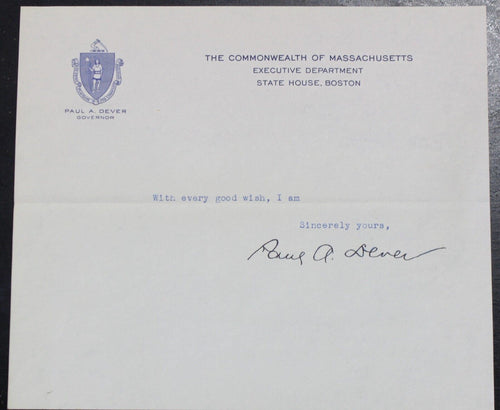 THE COMMONWEALTH OF MASSACHUSETTS
EXECUTIVE DEPARTMENT
STATE HOUSE, BOSTON
PAUL A. DEVER
GOVERNOR
With every good wish, I am
Sincerely yours,
Paul A. Dever